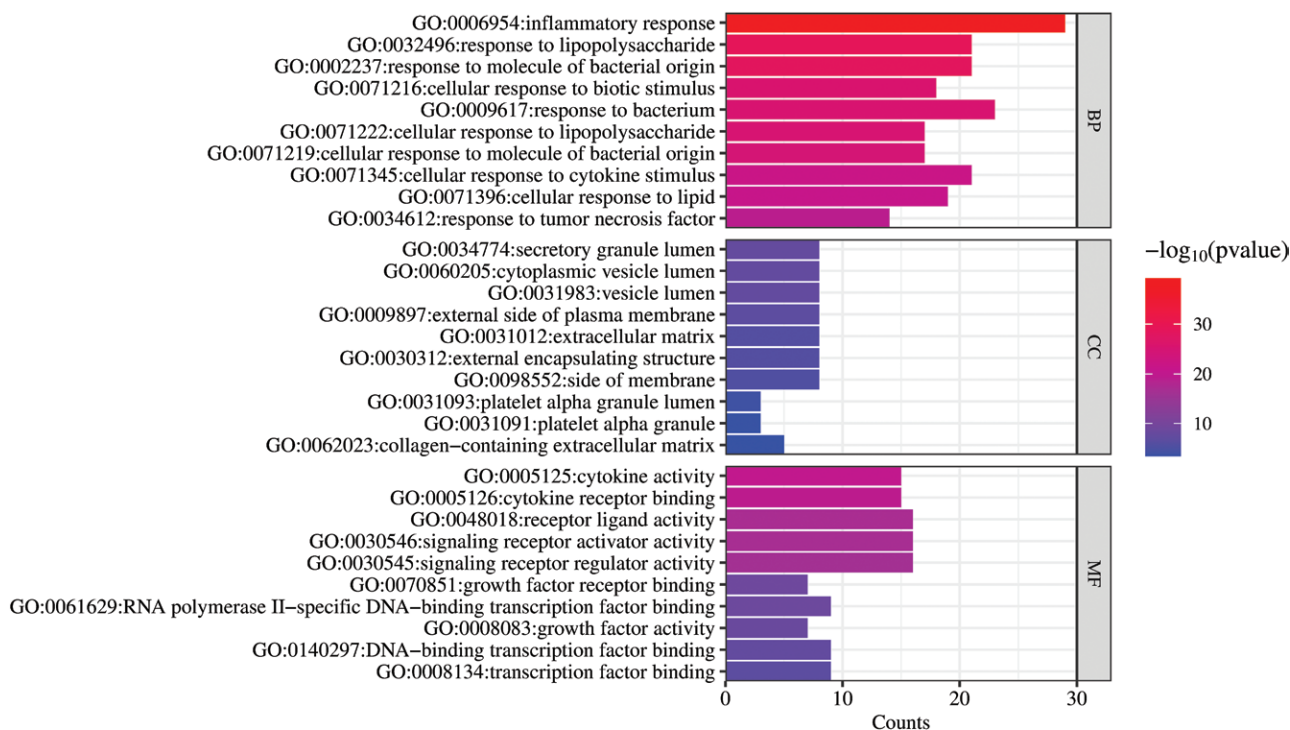 GO:0006954:inflammatory response
GO:0032496:response to lipopolysaccharide
GO:0002237:response to molecule of bacterial origin
GO:0071216:cellular response to biotic stimulus
GO:0009617:response to bacterium
GO:0071222:cellular response to lipopolysaccharide
GO:0071219:cellular response to molecule of bacterial origin
GO:0071345:cellular response to cytokine stimulus
GO:0071396:cellular response to lipid
GO:0034612:response to tumor necrosis factor
BP
GO:0034774:secretory granule lumen
GO:0060205:cytoplasmic vesicle lumen
GO:0031983:vesicle lumen
GO:0009897:external side of plasma membrane
GO:0031012:extracellular matrix
GO:0030312:external encapsulating structure
GO:0098552:side of membrane
GO:0031093:platelet alpha granule lumen
GO:0031091:platelet alpha granule
GO:0062023:collagen−containing extracellular matrix
CC
GO:0005125:cytokine activity
GO:0005126:cytokine receptor binding
GO:0048018:receptor ligand activity
GO:0030546:signaling receptor activator activity
GO:0030545:signaling receptor regulator activity
GO:0070851:growth factor receptor binding
GO:0061629:RNA polymerase II−specific DNA−binding transcription factor binding
GO:0008083:growth factor activity
GO:0140297:DNA−binding transcription factor binding
GO:0008134:transcription factor binding
MF
0 10 20 30
Counts
−log₁₀(pvalue)
30
20
10